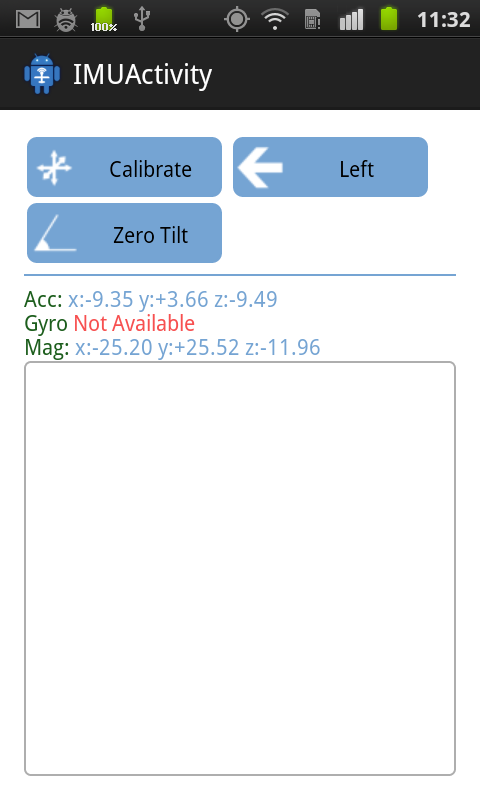 100%
11:32
IMUActivity
Calibrate
Left
Zero Tilt
Acc: x:-9.35 y:+3.66 z:-9.49
Gyro Not Available
Mag: x:-25.20 y:+25.52 z:-11.96